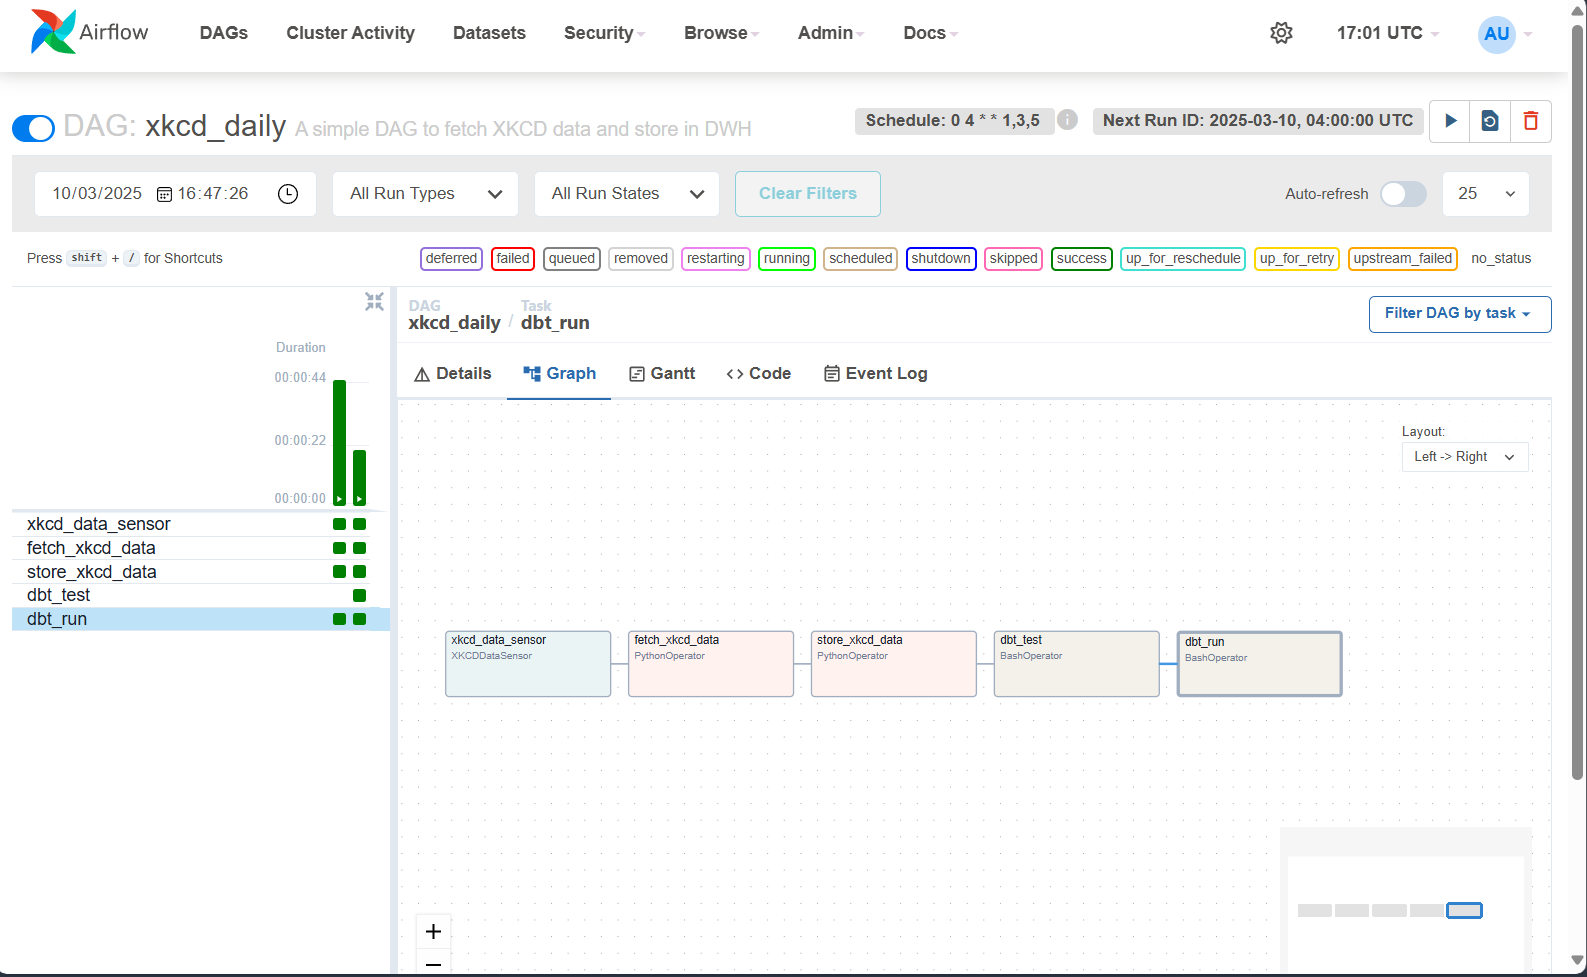 Airflow
DAGs
Cluster Activity
Datasets
Security
Browse
Admin
Docs
17:01 UTC
AU
DAG: xkcd_daily A simple DAG to fetch XKCD data and store in DWH
Schedule: 0 4 * * 1,3,5
i
Next Run ID: 2025-03-10, 04:00:00 UTC
10/03/2025 16:47:26
All Run Types
All Run States
Clear Filters
Auto-refresh
25
Press shift + / for Shortcuts
deferred
failed
queued
removed
restarting
running
scheduled
shutdown
skipped
success
up_for_reschedule
up_for_retry
upstream_failed
no_status
Duration
00:00:44
00:00:22
00:00:00
xkcd_data_sensor
fetch_xkcd_data
store_xkcd_data
dbt_test
dbt_run
DAG
xkcd_daily
/
Task
dbt_run
Filter DAG by task
Details
Graph
Gantt
Code
Event Log
Layout:
Left -> Right
xkcd_data_sensor
XKCDDataSensor
fetch_xkcd_data
PythonOperator
store_xkcd_data
PythonOperator
dbt_test
BashOperator
dbt_run
BashOperator
+
−